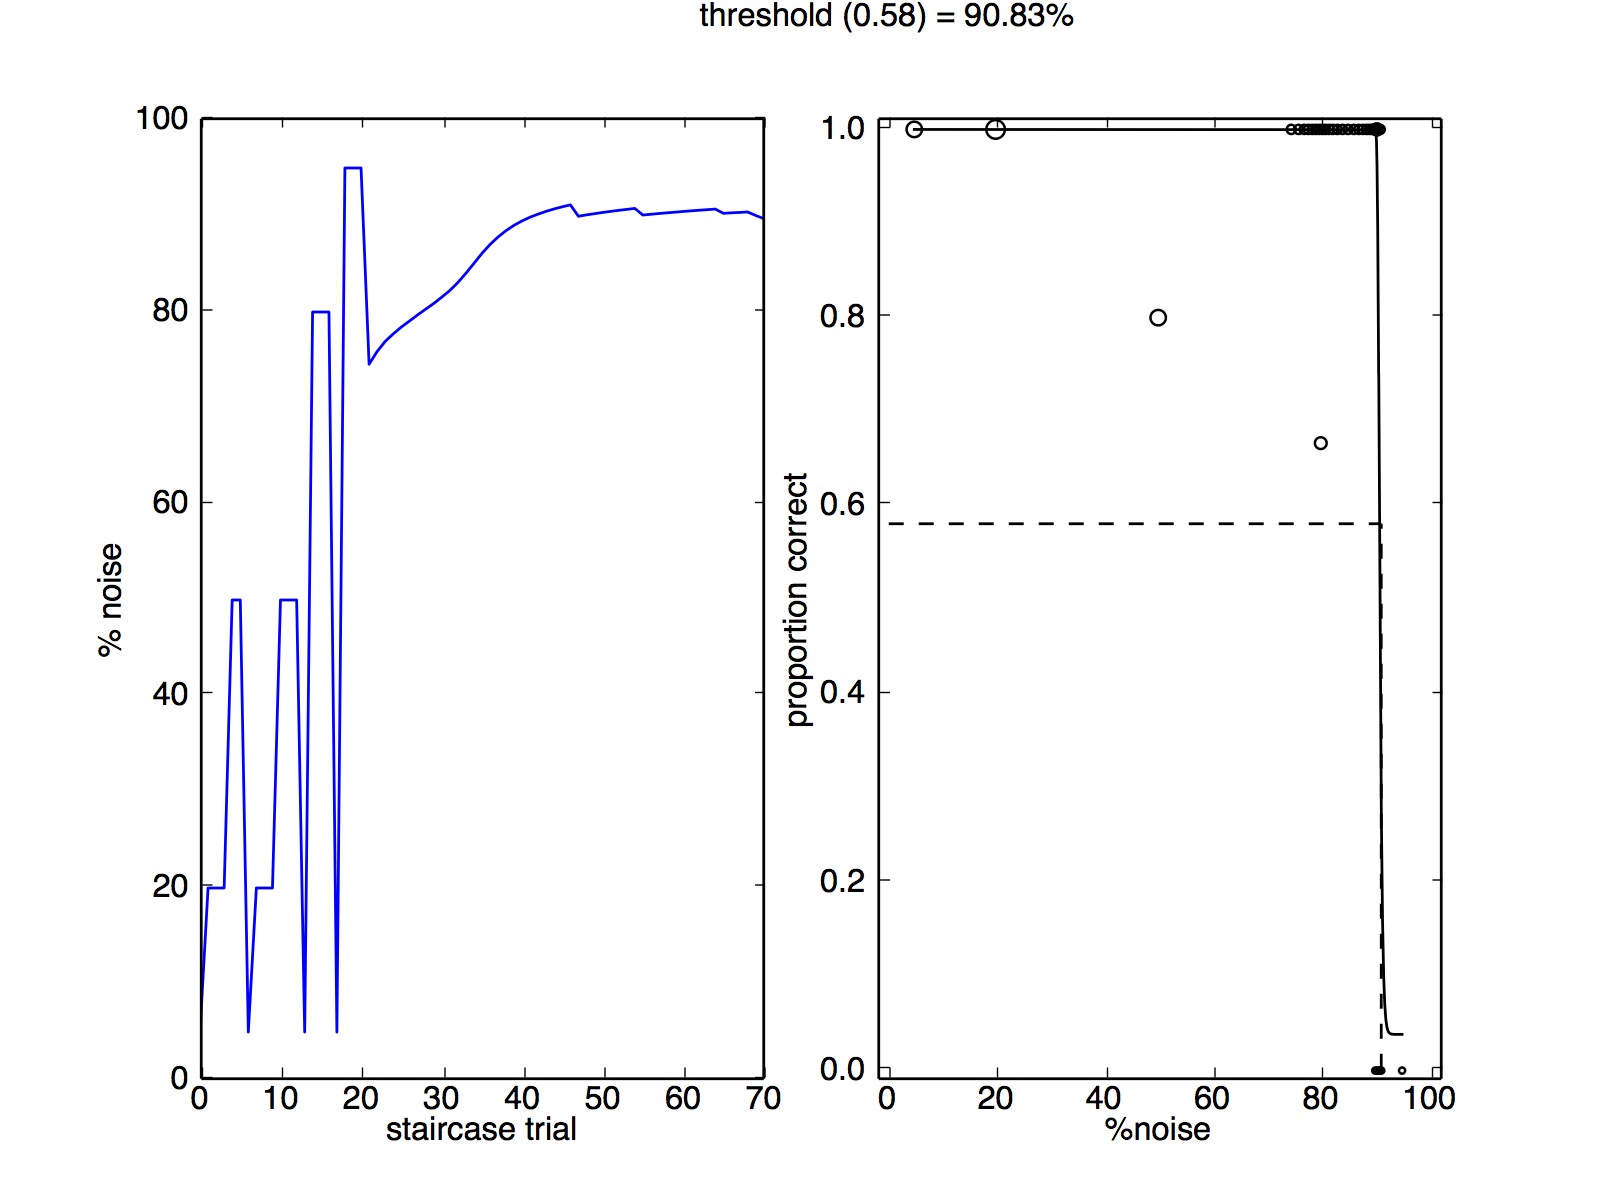 threshold (0.58) = 90.83%
100
80
60
40
20
0
% noise
0 10 20 30 40 50 60 70
staircase trial
1.0
0.8
0.6
0.4
0.2
0.0
proportion correct
0 20 40 60 80 100
%noise